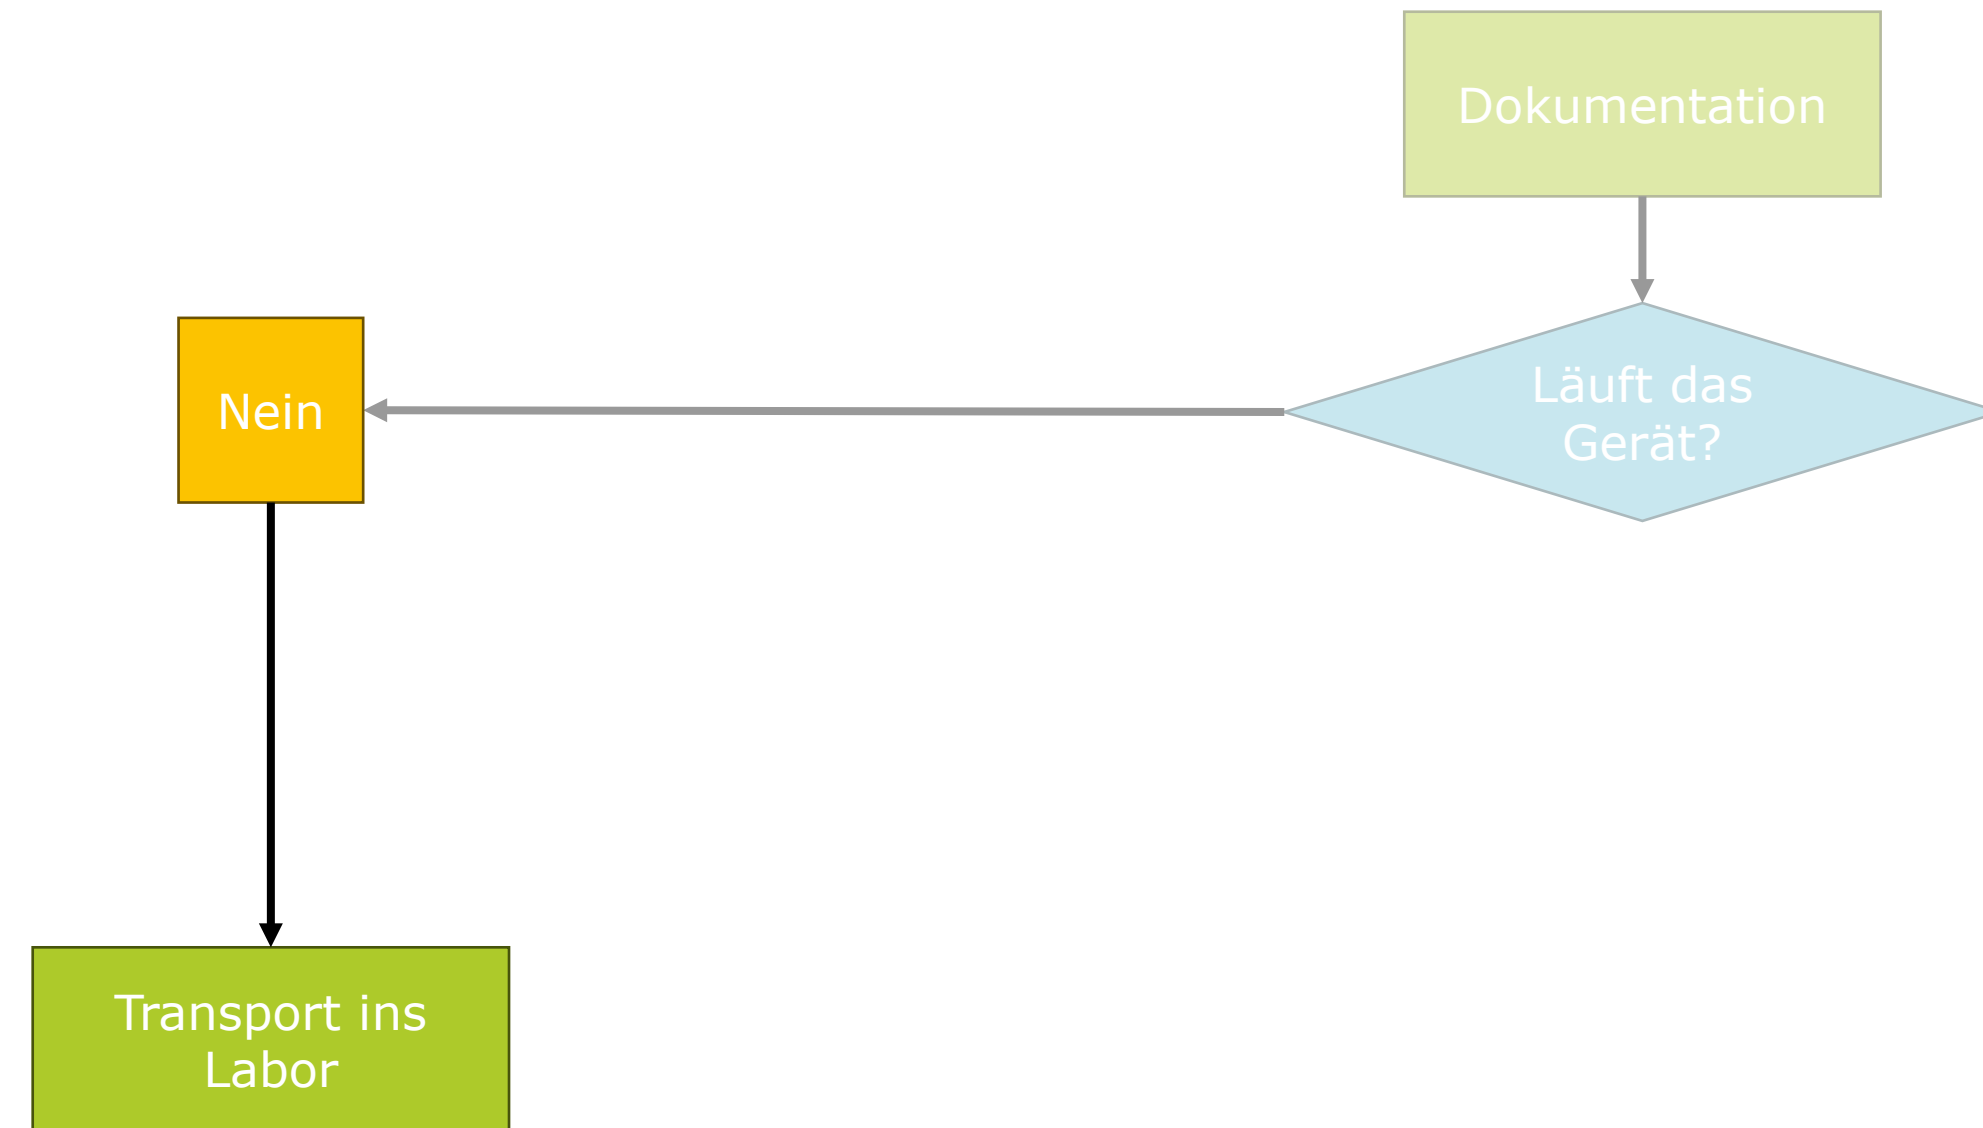 Dokumentation
Läuft das
Gerät?
Nein
Transport ins
Labor